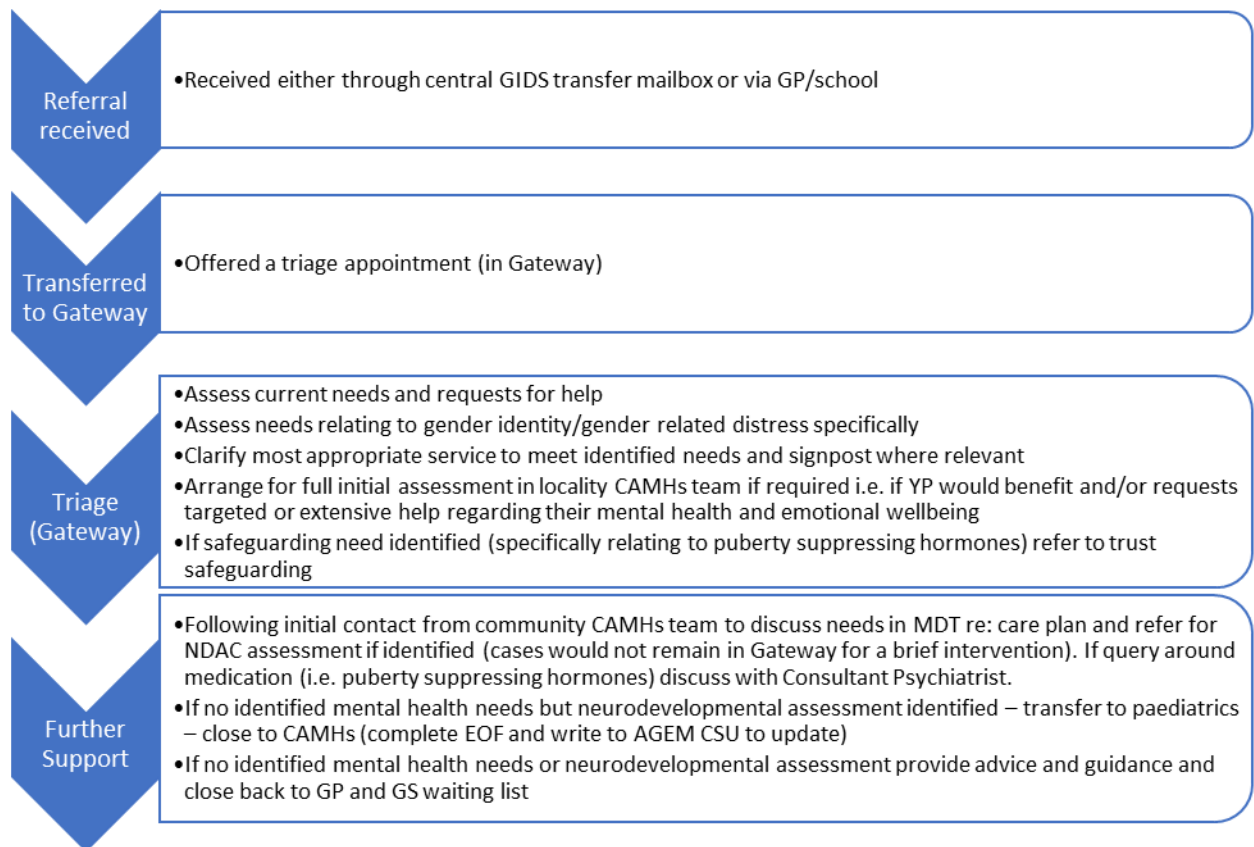 Referral
received
•Received either through central GIDS transfer mailbox or via GP/school
Transferred
to Gateway
•Offered a triage appointment (in Gateway)
Triage
(Gateway)
•Assess current needs and requests for help
•Assess needs relating to gender identity/gender related distress specifically
•Clarify most appropriate service to meet identified needs and signpost where relevant
•Arrange for full initial assessment in locality CAMHs team if required i.e. if YP would benefit and/or requests
targeted or extensive help regarding their mental health and emotional wellbeing
•If safeguarding need identified (specifically relating to puberty suppressing hormones) refer to trust
safeguarding
Further
Support
•Following initial contact from community CAMHs team to discuss needs in MDT re: care plan and refer for
NDAC assessment if identified (cases would not remain in Gateway for a brief intervention). If query around
medication (i.e. puberty suppressing hormones) discuss with Consultant Psychiatrist.
•If no identified mental health needs but neurodevelopmental assessment identified – transfer to paediatrics
– close to CAMHs (complete EOF and write to AGEM CSU to update)
•If no identified mental health needs or neurodevelopmental assessment provide advice and guidance and
close back to GP and GS waiting list